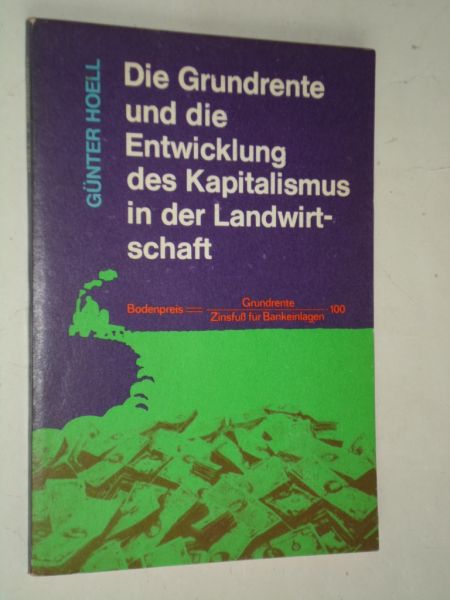 GÜNTER HOELL
Die Grundrente
und die
Entwicklung
des Kapitalismus
in der Landwirt-
schaft
Bodenpreis = Grundrente
Zinsfuß für Bankeinlagen · 100